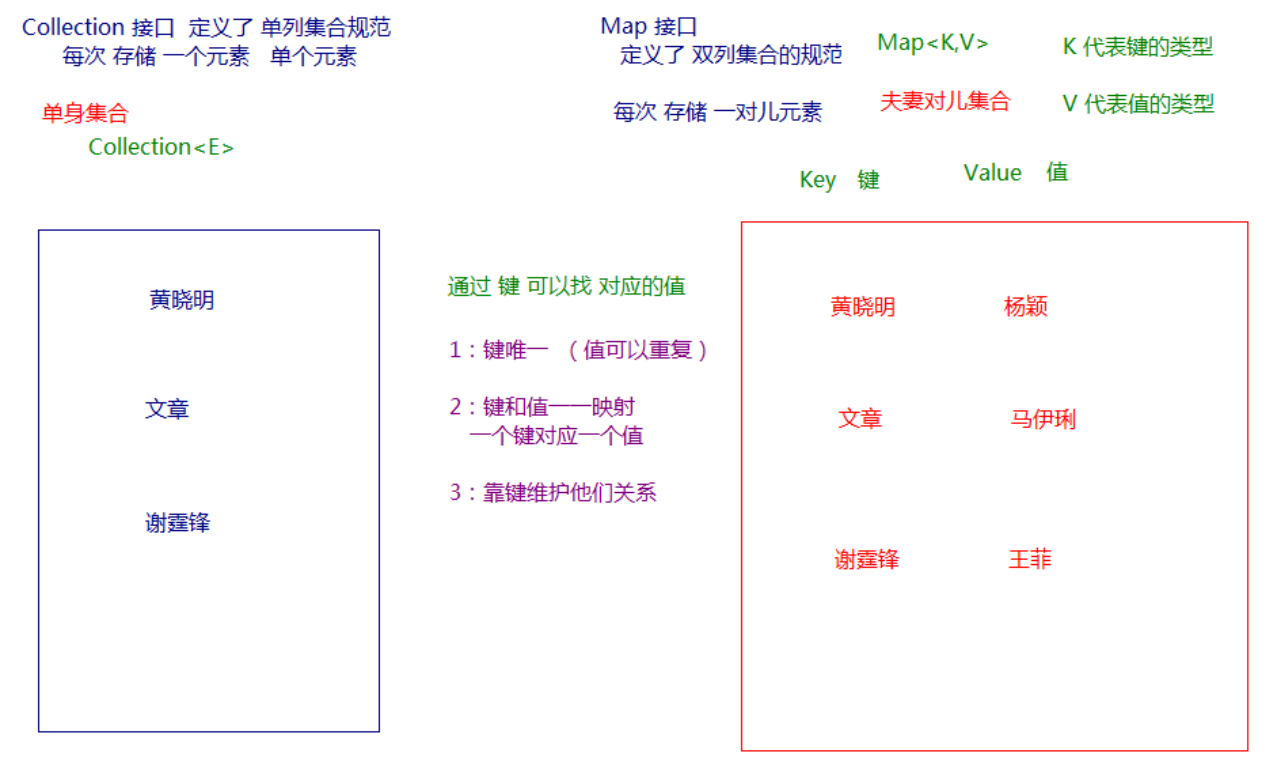 Collection 接口 定义了 单列集合规范
每次 存储 一个元素 单个元素
单身集合
Collection<E>
黄晓明
文章
谢霆锋
Map 接口
定义了 双列集合的规范
每次 存储 一对儿元素
Map<K,V>
夫妻对儿集合
K 代表键的类型
V 代表值的类型
Key 键 Value 值
通过 键 可以找 对应的值
1：键唯一 （值可以重复）
2：键和值一一映射
一个键对应一个值
3：靠键维护他们关系
黄晓明 杨颖
文章 马伊琍
谢霆锋 王菲